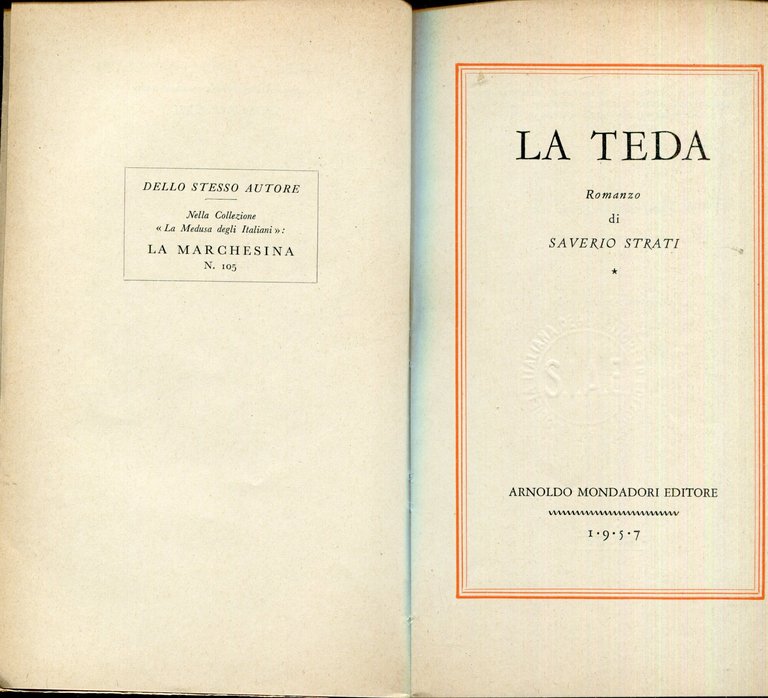 DELLO STESSO AUTORE
Nella Collezione
« La Medusa degli Italiani »:
LA MARCHESINA
N. 105
LA TEDA
Romanzo
di
SAVERIO STRATI
*
ITALIANA
S.I.A.E.
ARNOLDO MONDADORI EDITORE
1·9·5·7